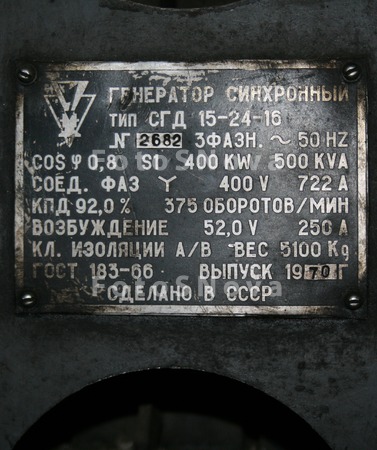 ГЕНЕРАТОР СИНХРОННЫЙ
ТИП СГД 15-24-16
№ 2682 3ФАЗН. ~ 50 HZ
COS φ 0,8 S1 400 KW 500 KVA
СОЕД. ФАЗ Y 400 V 722 A
КПД 92,0% 375 ОБОРОТОВ/МИН
ВОЗБУЖДЕНИЕ 52,0 V 250 A
КЛ. ИЗОЛЯЦИИ А/В ВЕС 5100 Kg
ГОСТ 183-66 ВЫПУСК 1970 Г
СДЕЛАНО В СССР
FotoSnova
FotoSnova